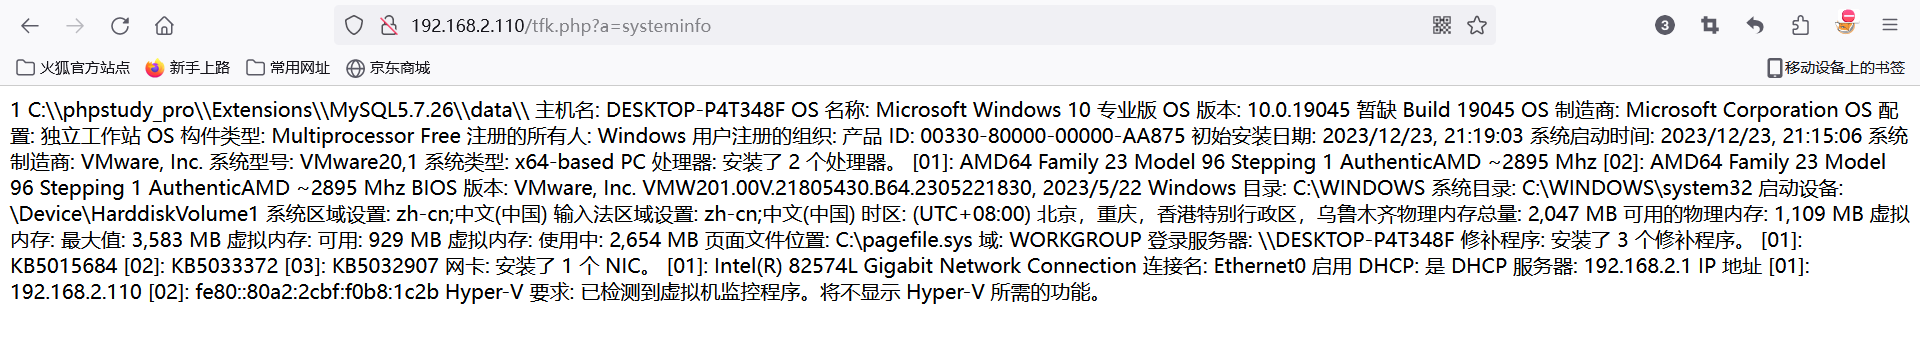 192.168.2.110/tfk.php?a=systeminfo
3
火狐官方站点 新手上路 常用网址 京东商城 移动设备上的书签
1 C:\\phpstudy_pro\\Extensions\\MySQL5.7.26\\data\\ 主机名: DESKTOP-P4T348F OS 名称: Microsoft Windows 10 专业版 OS 版本: 10.0.19045 暂缺 Build 19045 OS 制造商: Microsoft Corporation OS 配
置: 独立工作站 OS 构件类型: Multiprocessor Free 注册的所有人: Windows 用户注册的组织: 产品 ID: 00330-80000-00000-AA875 初始安装日期: 2023/12/23, 21:19:03 系统启动时间: 2023/12/23, 21:15:06 系统
制造商: VMware, Inc. 系统型号: VMware20,1 系统类型: x64-based PC 处理器: 安装了 2 个处理器。 [01]: AMD64 Family 23 Model 96 Stepping 1 AuthenticAMD ~2895 Mhz [02]: AMD64 Family 23 Model
96 Stepping 1 AuthenticAMD ~2895 Mhz BIOS 版本: VMware, Inc. VMW201.00V.21805430.B64.2305221830, 2023/5/22 Windows 目录: C:\WINDOWS 系统目录: C:\WINDOWS\system32 启动设备:
\Device\HarddiskVolume1 系统区域设置: zh-cn;中文(中国) 输入法区域设置: zh-cn;中文(中国) 时区: (UTC+08:00) 北京，重庆，香港特别行政区，乌鲁木齐物理内存总量: 2,047 MB 可用的物理内存: 1,109 MB 虚拟
内存: 最大值: 3,583 MB 虚拟内存: 可用: 929 MB 虚拟内存: 使用中: 2,654 MB 页面文件位置: C:\pagefile.sys 域: WORKGROUP 登录服务器: \\DESKTOP-P4T348F 修补程序: 安装了 3 个修补程序。 [01]:
KB5015684 [02]: KB5033372 [03]: KB5032907 网卡: 安装了 1 个 NIC。 [01]: Intel(R) 82574L Gigabit Network Connection 连接名: Ethernet0 启用 DHCP: 是 DHCP 服务器: 192.168.2.1 IP 地址 [01]:
192.168.2.110 [02]: fe80::80a2:2cbf:f0b8:1c2b Hyper-V 要求: 已检测到虚拟机监控程序。将不显示 Hyper-V 所需的功能。